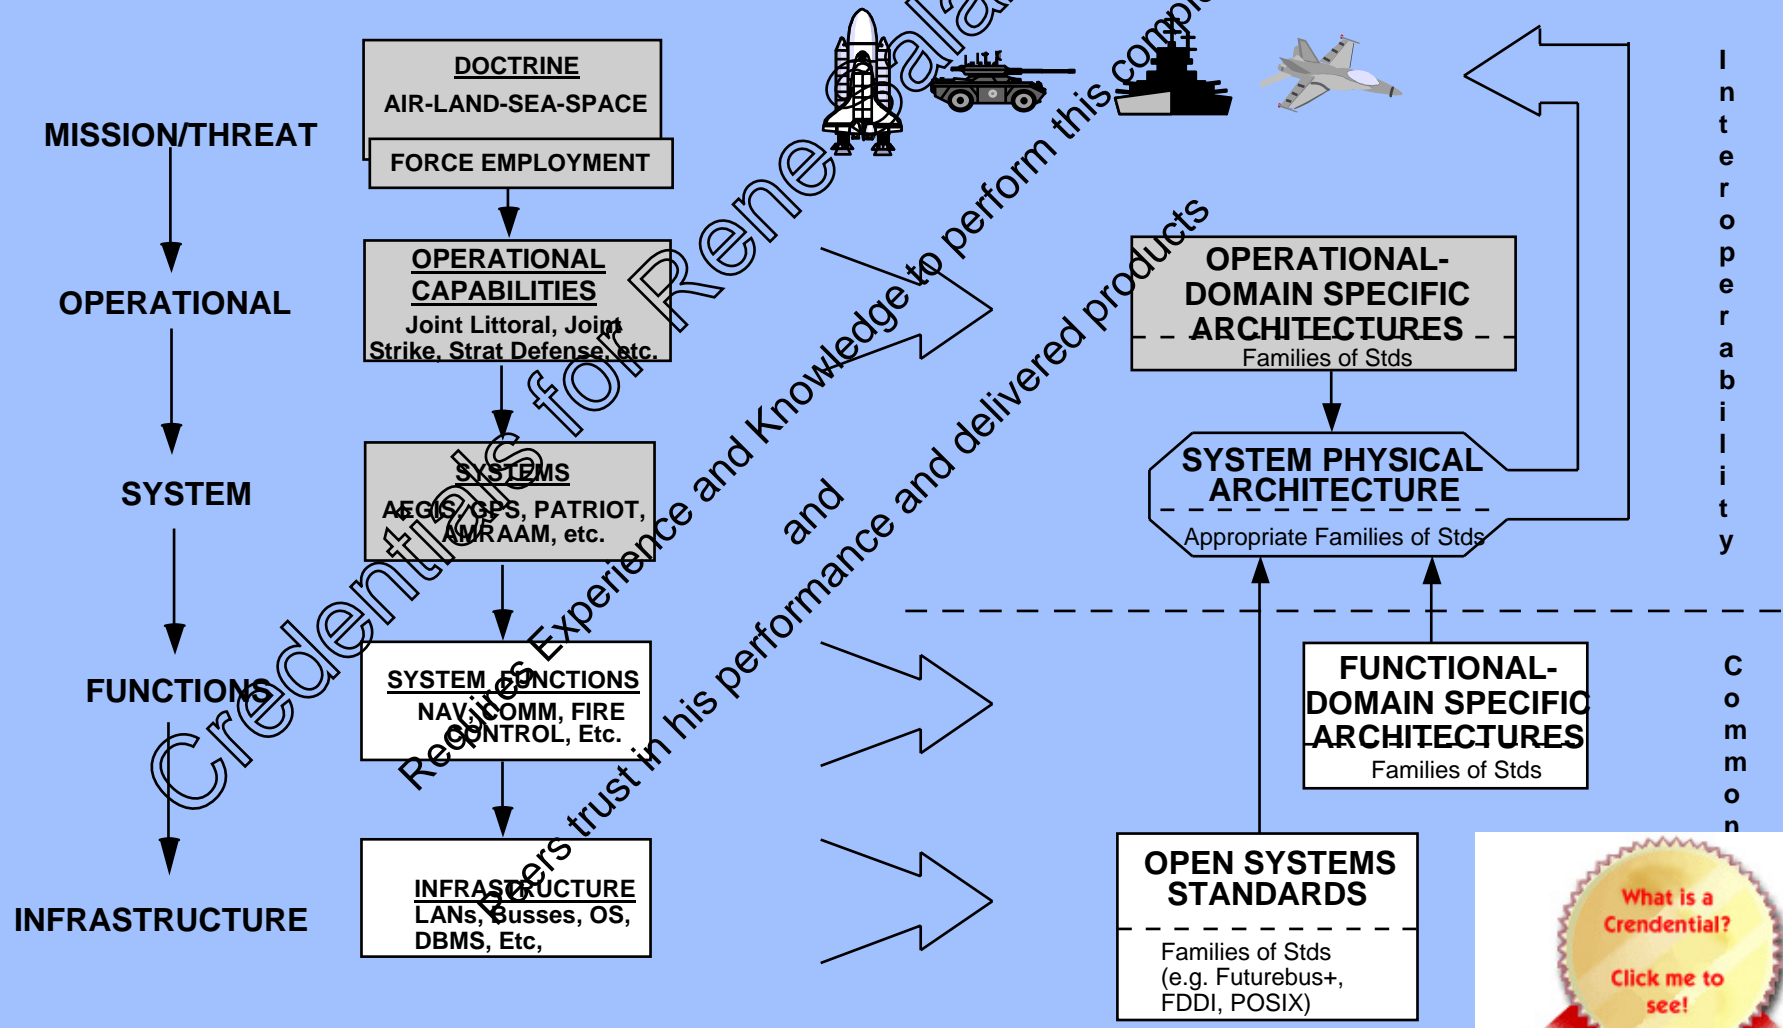 MISSION/THREAT
OPERATIONAL
SYSTEM
FUNCTIONS
INFRASTRUCTURE
DOCTRINE
AIR-LAND-SEA-SPACE
FORCE EMPLOYMENT
OPERATIONAL
CAPABILITIES
Joint Littoral, Joint
Strike, Strat Defense, etc.
SYSTEMS
AEGIS, GPS, PATRIOT,
AMRAAM, etc.
SYSTEM FUNCTIONS
NAV, COMM, FIRE
CONTROL, Etc.
INFRASTRUCTURE
LANs, Busses, OS,
DBMS, Etc,
OPERATIONAL-
DOMAIN SPECIFIC
ARCHITECTURES
Families of Stds
SYSTEM PHYSICAL
ARCHITECTURE
Appropriate Families of Stds
FUNCTIONAL-
DOMAIN SPECIFIC
ARCHITECTURES
Families of Stds
OPEN SYSTEMS
STANDARDS
Families of Stds
(e.g. Futurebus+,
FDDI, POSIX)
Interoperability
Common
Credentials for Rene
Requires Experience and Knowledge to perform this
and
Peers trust in his performance and delivered products
What is a
Crendential?
Click me to
see!